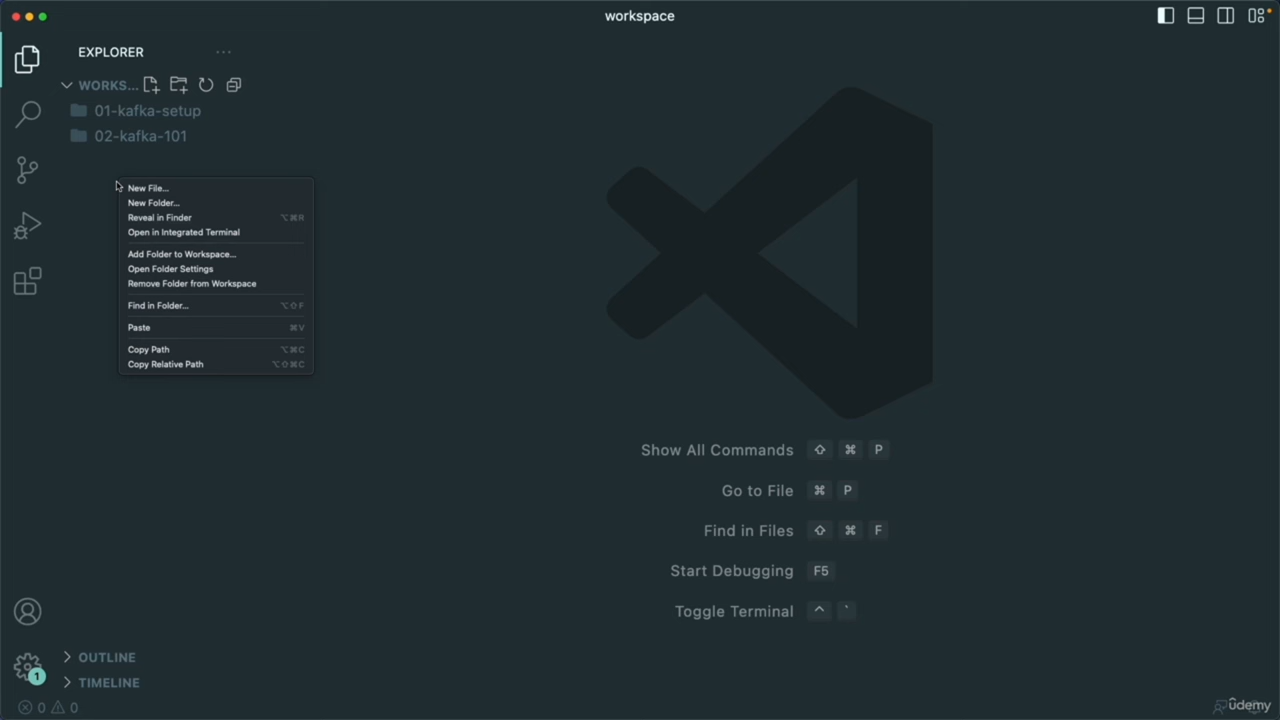 workspace
EXPLORER
WORKS...
01-kafka-setup
02-kafka-101
New File...
New Folder...
Reveal in Finder ⌥⌘R
Open in Integrated Terminal
Add Folder to Workspace...
Open Folder Settings
Remove Folder from Workspace
Find in Folder... ⌥⇧F
Paste ⌘V
Copy Path ⌥⌘C
Copy Relative Path ⌥⇧⌘C
Show All Commands ⇧ ⌘ P
Go to File ⌘ P
Find in Files ⇧ ⌘ F
Start Debugging F5
Toggle Terminal ^ `
OUTLINE
1
TIMELINE
0 0
udemy